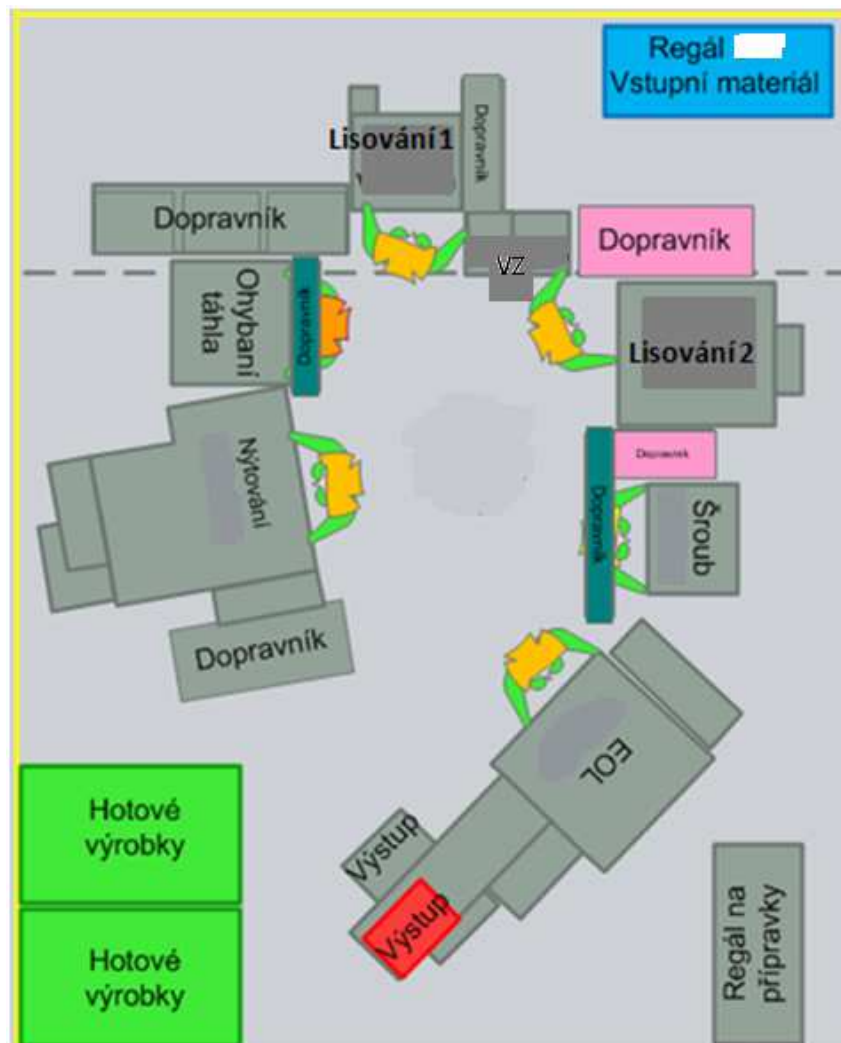 Regál
Vstupní materiál
Lisování 1
Dopravník
Dopravník
Dopravník
VZ
Ohybaní
táhla
Dopravník
Lisování 2
Nýtování
Dopravník
Dopravník
Šroub
Dopravník
EOL
Hotové
výrobky
Výstup
Výstup
Hotové
výrobky
Regál na
přípravky